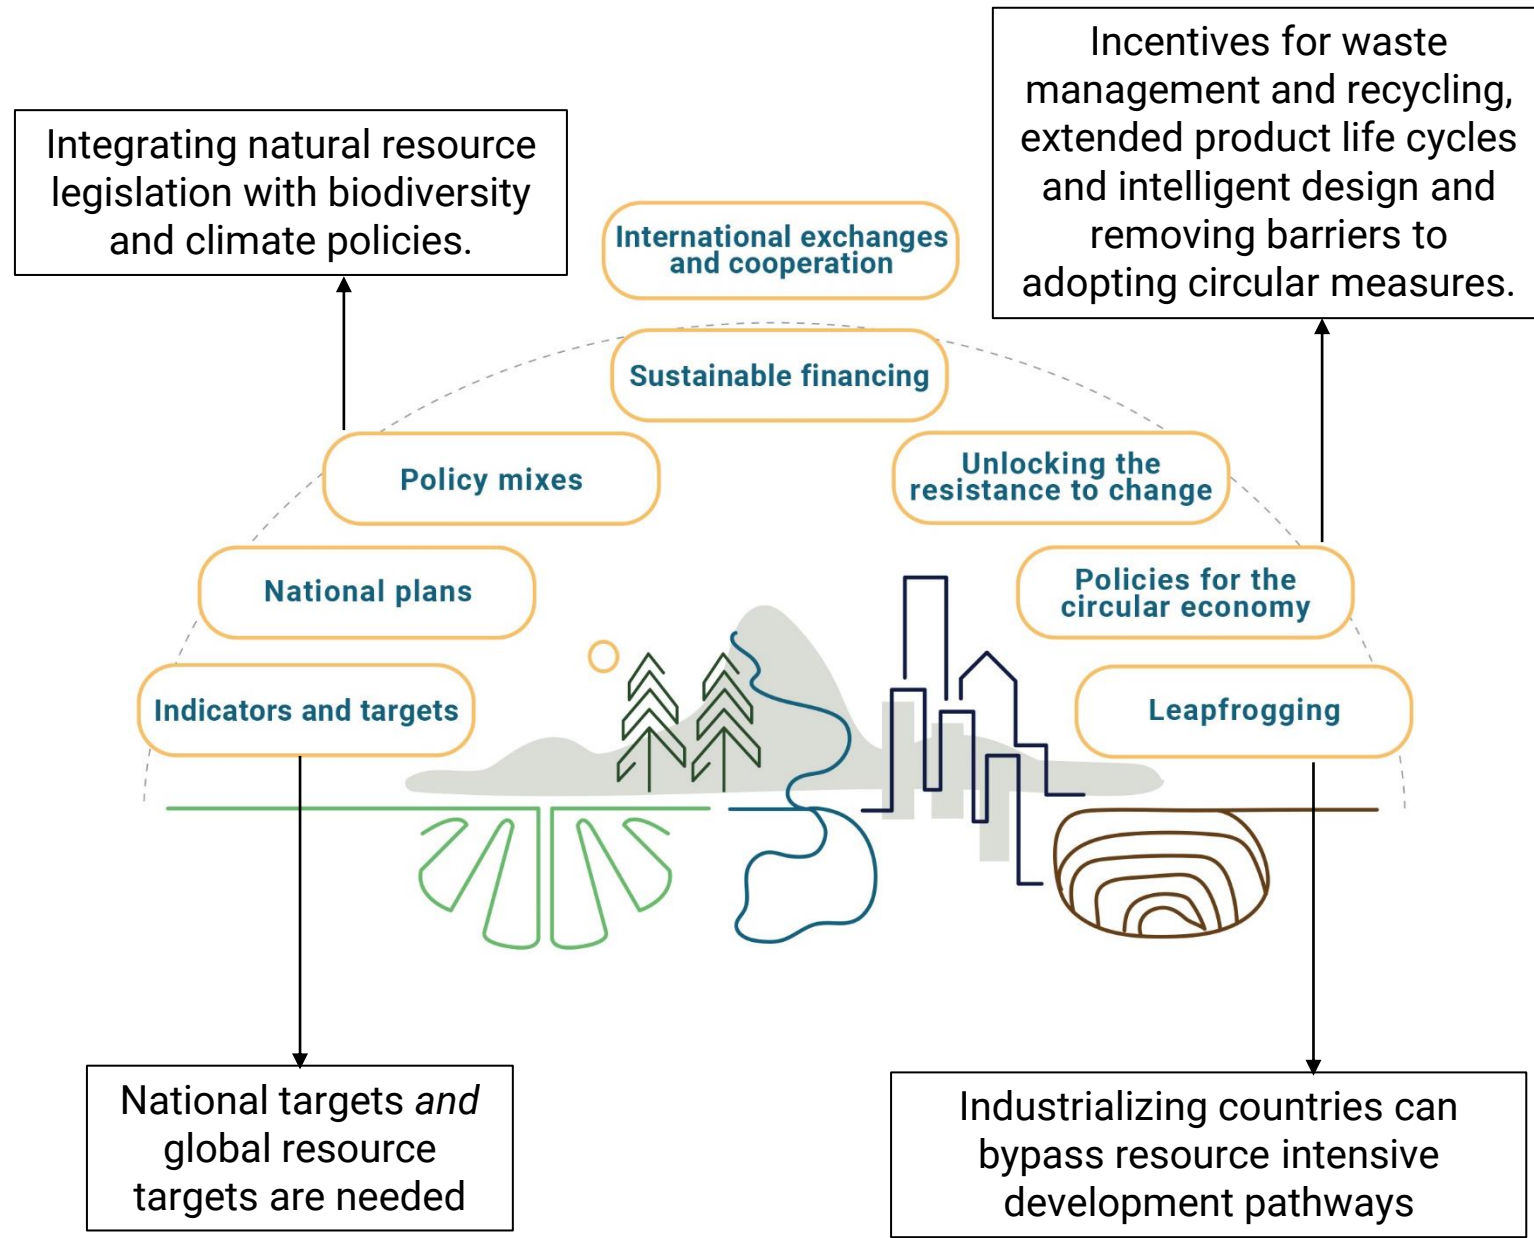 Incentives for waste
management and recycling,
extended product life cycles
and intelligent design and
removing barriers to
adopting circular measures.
Integrating natural resource
legislation with biodiversity
and climate policies.
International exchanges
and cooperation
Sustainable financing
Policy mixes
Unlocking the
resistance to change
National plans
Policies for the
circular economy
Indicators and targets
Leapfrogging
National targets and
global resource
targets are needed
Industrializing countries can
bypass resource intensive
development pathways